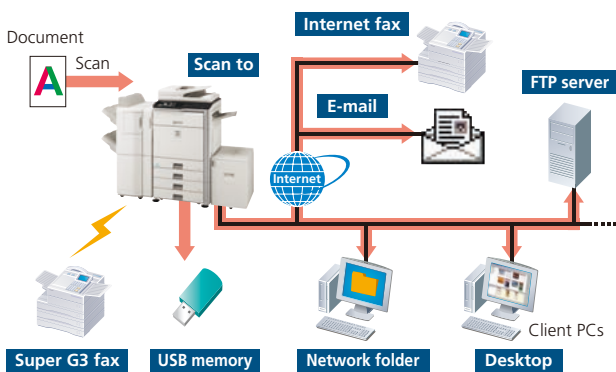 Document
Scan
A
Scan to
Internet fax
E-mail
FTP server
Internet
Client PCs
Super G3 fax
USB memory
Network folder
Desktop